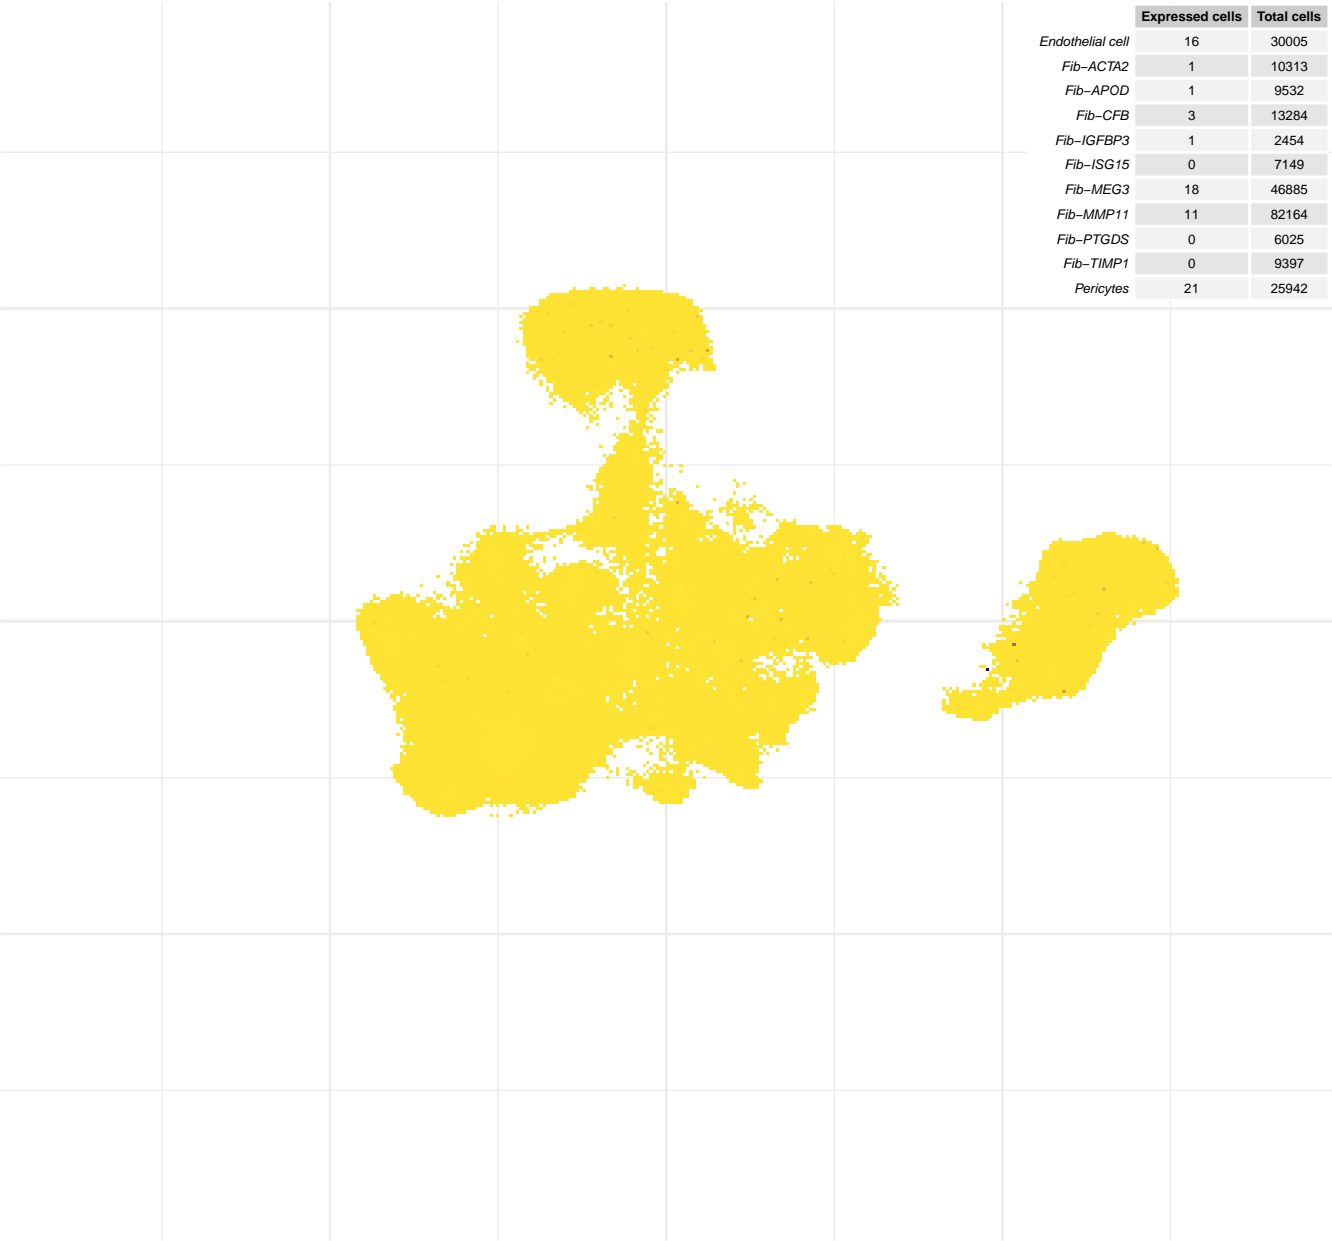 Expressed cells Total cells
Endothelial cell 16 30005
Fib−ACTA2 1 10313
Fib−APOD 1 9532
Fib−CFB 3 13284
Fib−IGFBP3 1 2454
Fib−ISG15 0 7149
Fib−MEG3 18 46885
Fib−MMP11 11 82164
Fib−PTGDS 0 6025
Fib−TIMP1 0 9397
Pericytes 21 25942